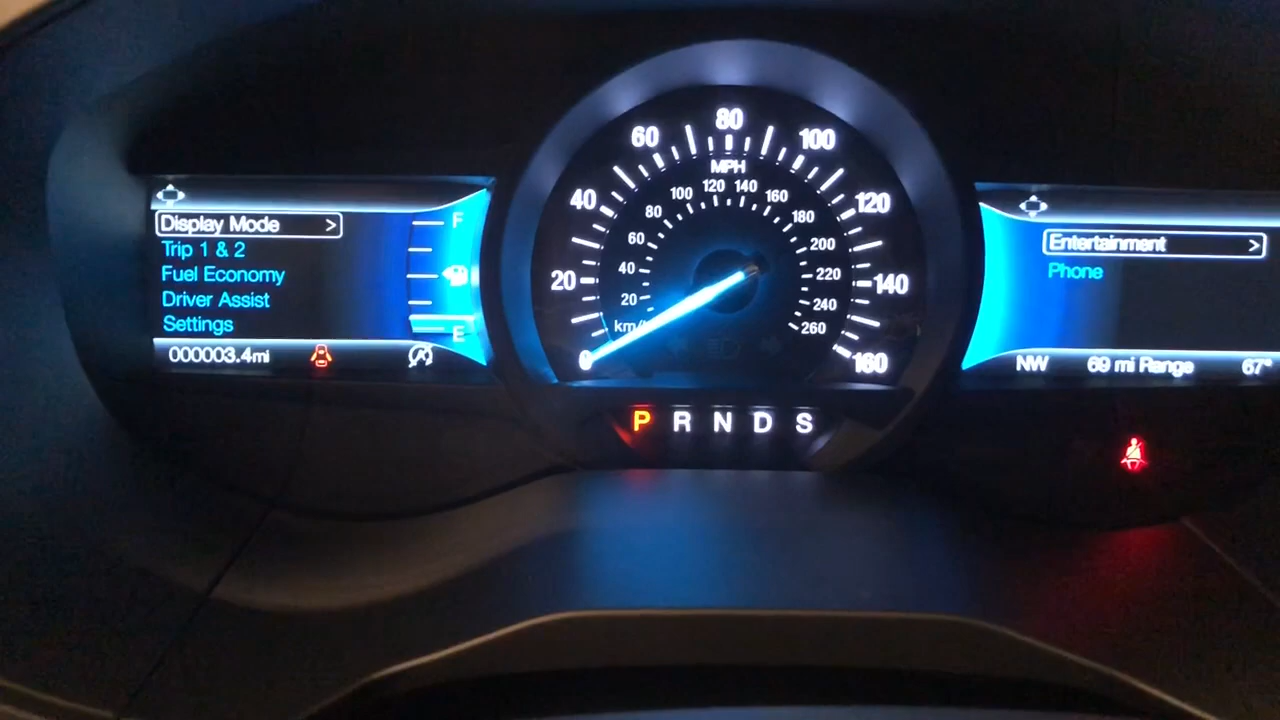 Display Mode >
Trip 1 & 2
Fuel Economy
Driver Assist
Settings
000003.4mi
F
E
0
20
40
60
80
100
120
140
160
MPH
20
40
60
80
100
120
140
160
180
200
220
240
260
P R N D S
Entertainment >
Phone
NW 69 mi Range 67°